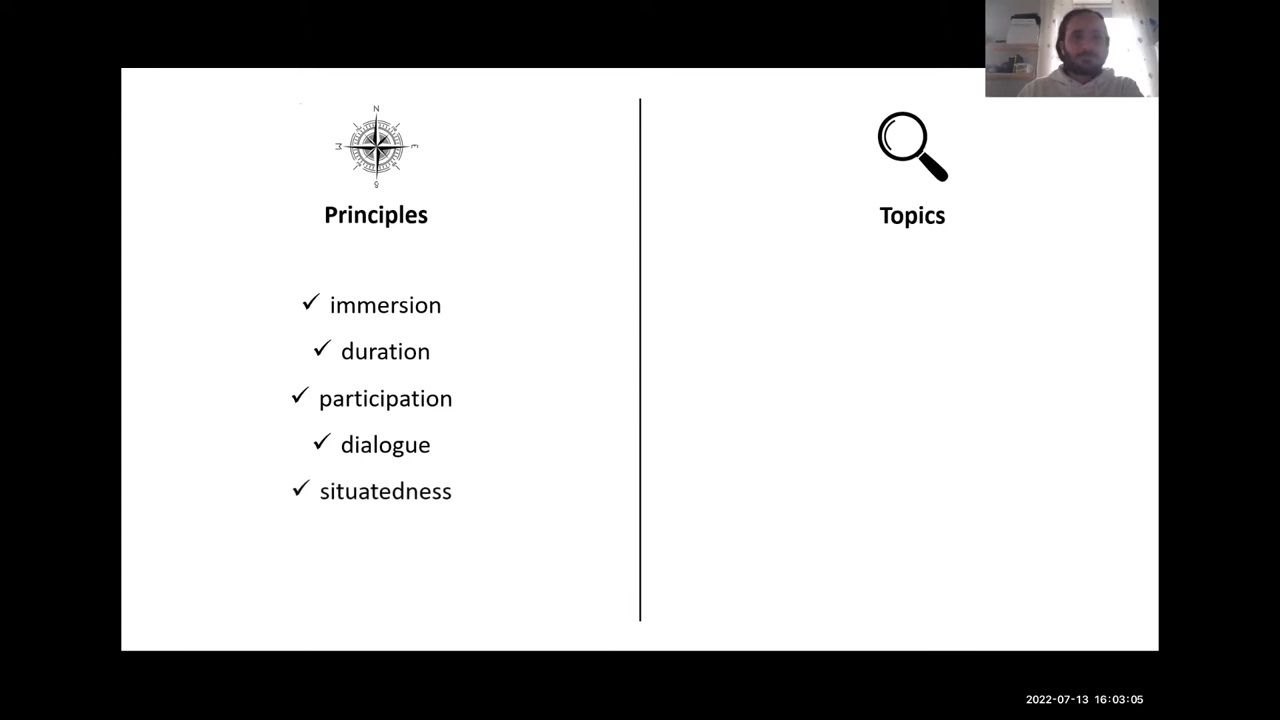 N
E
S
Principles
✓ immersion
✓ duration
✓ participation
✓ dialogue
✓ situatedness
Topics
2022-07-13 16:03:05